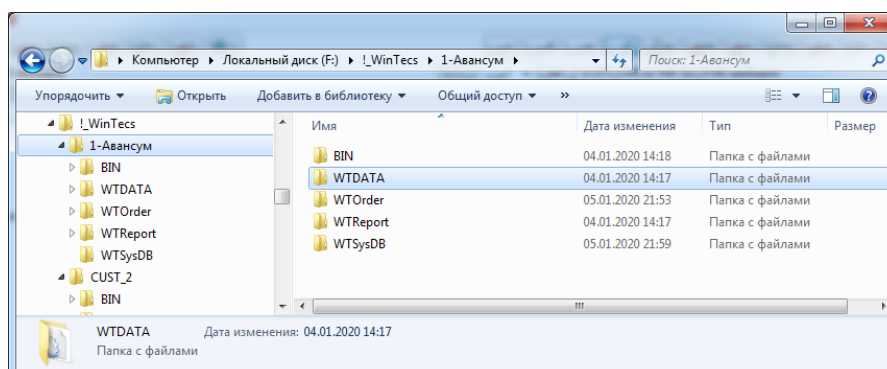 Компьютер Локальный диск (F:) !_WinTecs 1-Авансум
Поиск: 1-Авансум
Упорядочить Открыть Добавить в библиотеку Общий доступ »
!_WinTecs
1-Авансум
BIN
WTDATA
WTOrder
WTReport
WTSysDB
CUST_2
BIN
Имя Дата изменения Тип Размер
BIN 04.01.2020 14:18 Папка с файлами
WTDATA 04.01.2020 14:17 Папка с файлами
WTOrder 05.01.2020 21:53 Папка с файлами
WTReport 04.01.2020 14:17 Папка с файлами
WTSysDB 05.01.2020 21:59 Папка с файлами
WTDATA Дата изменения: 04.01.2020 14:17
Папка с файлами